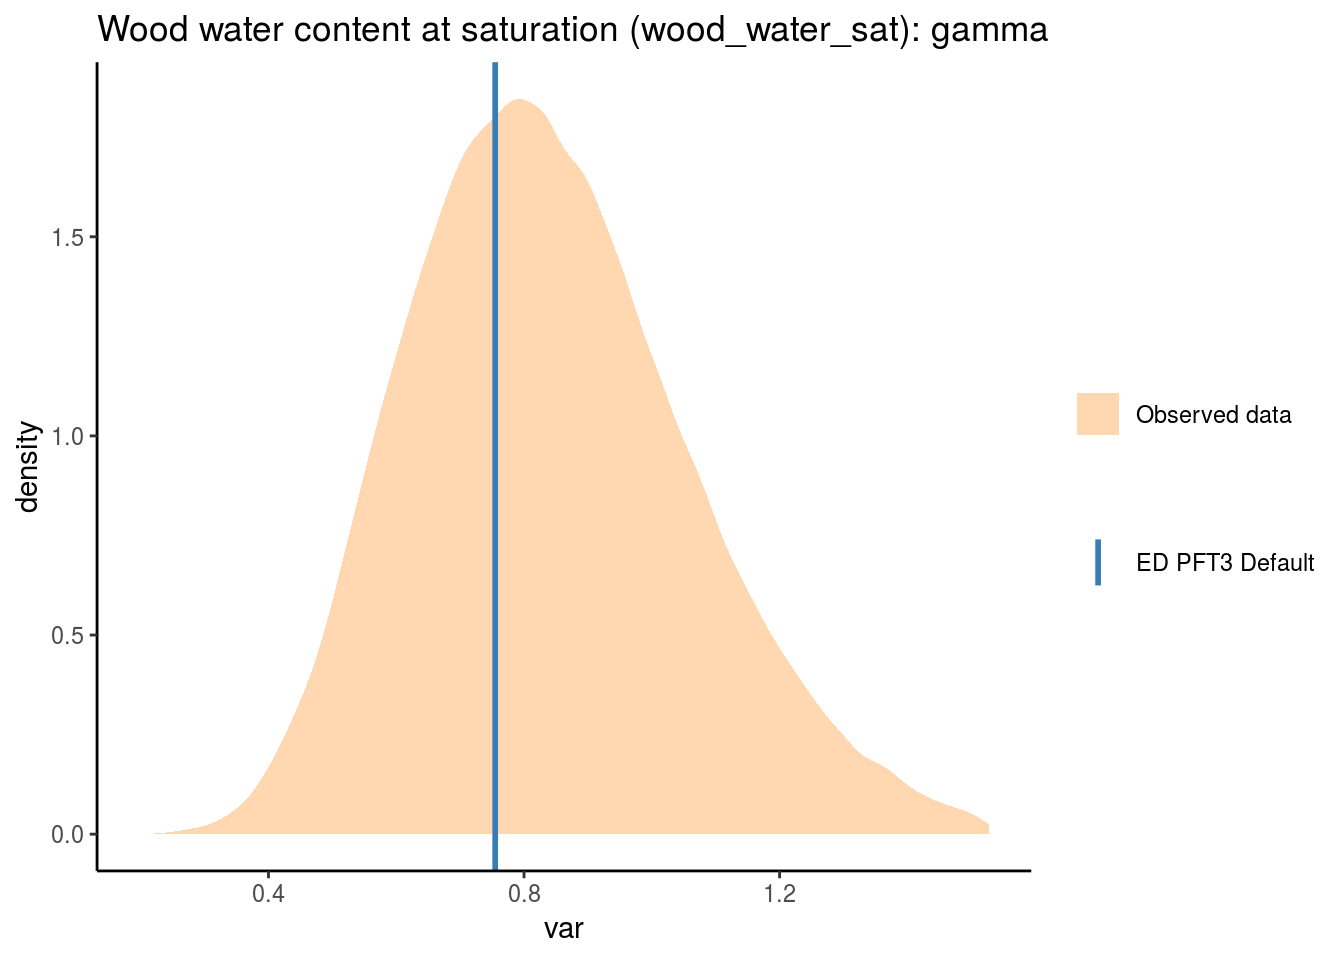 Wood water content at saturation (wood_water_sat): gamma
density
1.5
1.0
0.5
0.0
0.4
0.8
1.2
var
Observed data
ED PFT3 Default